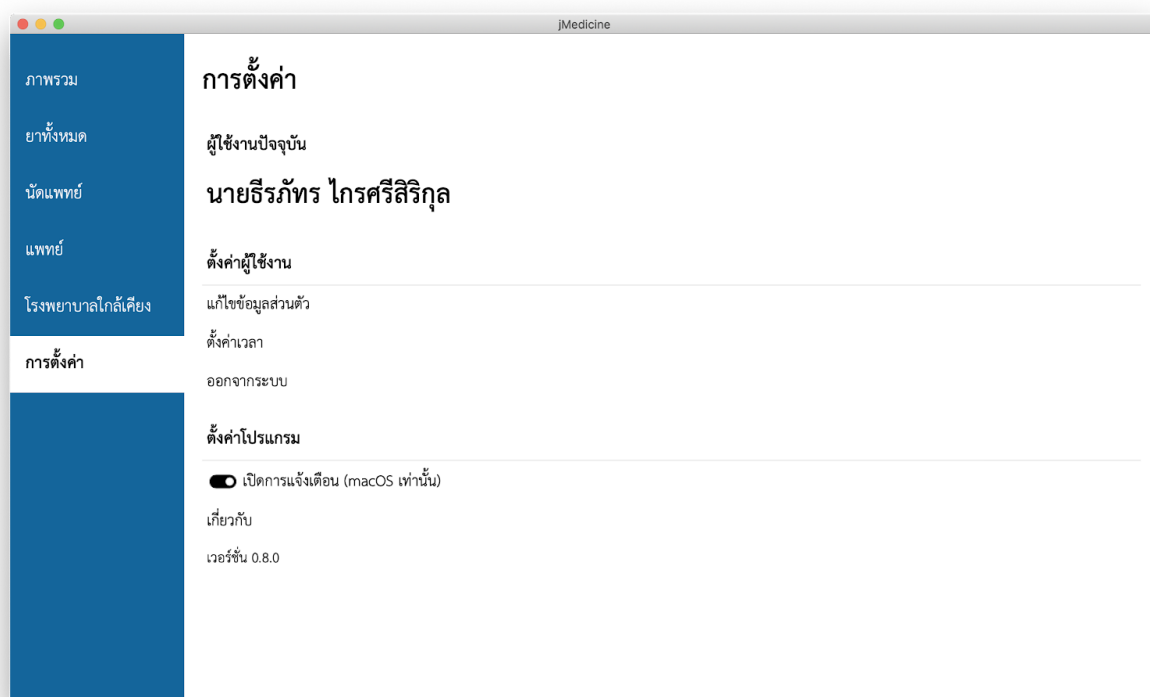 jMedicine
ภาพรวม
ยาทั้งหมด
นัดแพทย์
แพทย์
โรงพยาบาลใกล้เคียง
การตั้งค่า
การตั้งค่า
ผู้ใช้งานปัจจุบัน
นายธีรภัทร ไกรศรีสิริกุล
ตั้งค่าผู้ใช้งาน
แก้ไขข้อมูลส่วนตัว
ตั้งค่าเวลา
ออกจากระบบ
ตั้งค่าโปรแกรม
เปิดการแจ้งเตือน (macOS เท่านั้น)
เกี่ยวกับ
เวอร์ชั่น 0.8.0